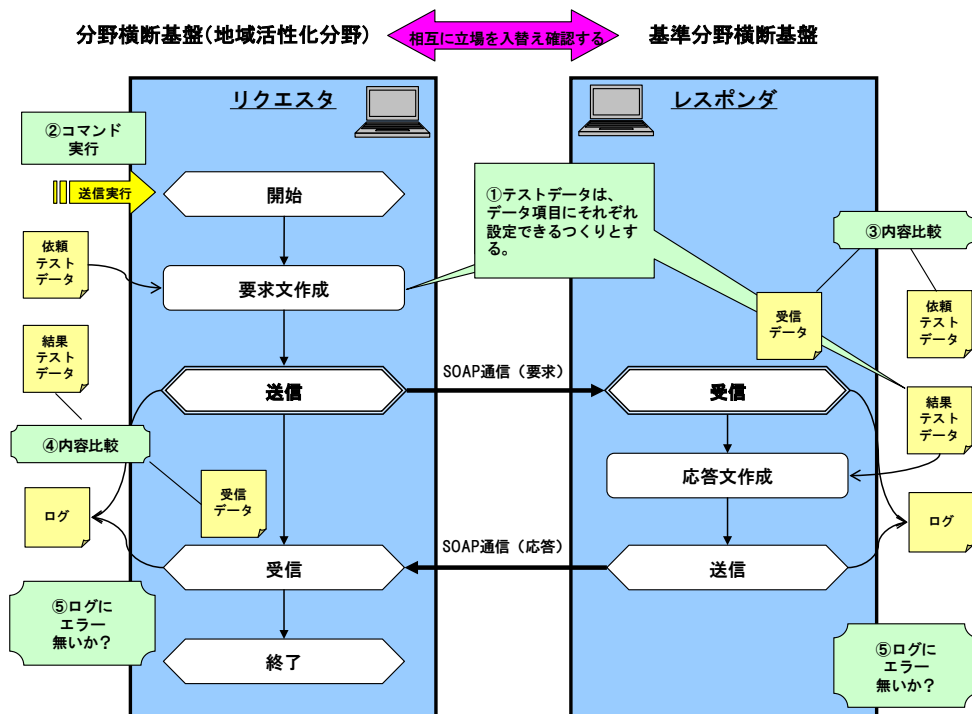 分野横断基盤（地域活性化分野）
相互に立場を入替え確認する
基準分野横断基盤
リクエスタ
レスポンダ
②コマンド
実行
送信実行
開始
①テストデータは、
データ項目にそれぞれ
設定できるつくりとす
る。
③内容比較
依頼
テスト
データ
要求文作成
受信
データ
依頼
テスト
データ
結果
テスト
データ
SOAP通信（要求）
送信
受信
結果
テスト
データ
④内容比較
応答文作成
受信
データ
ログ
ログ
SOAP通信（応答）
受信
送信
⑤ログに
エラー
無いか？
終了
⑤ログに
エラー
無いか？